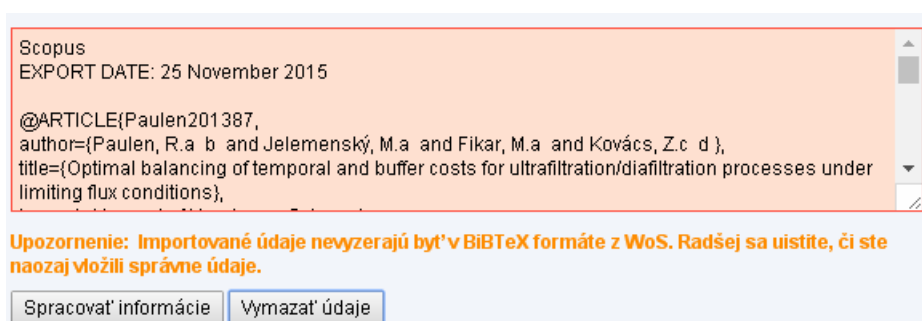 Scopus
EXPORT DATE: 25 November 2015
@ARTICLE{Paulen201387,
author={Paulen, R.a b and Jelemenský, M.a and Fikar, M.a and Kovács, Z.c d },
title={Optimal balancing of temporal and buffer costs for ultrafiltration/diafiltration processes under
limiting flux conditions},
Upozornenie: Importované údaje nevyzerajú byť v BiBTeX formáte z WoS. Radšej sa uistite, či ste
naozaj vložili správne údaje.
Spracovať informácie Vymazať údaje